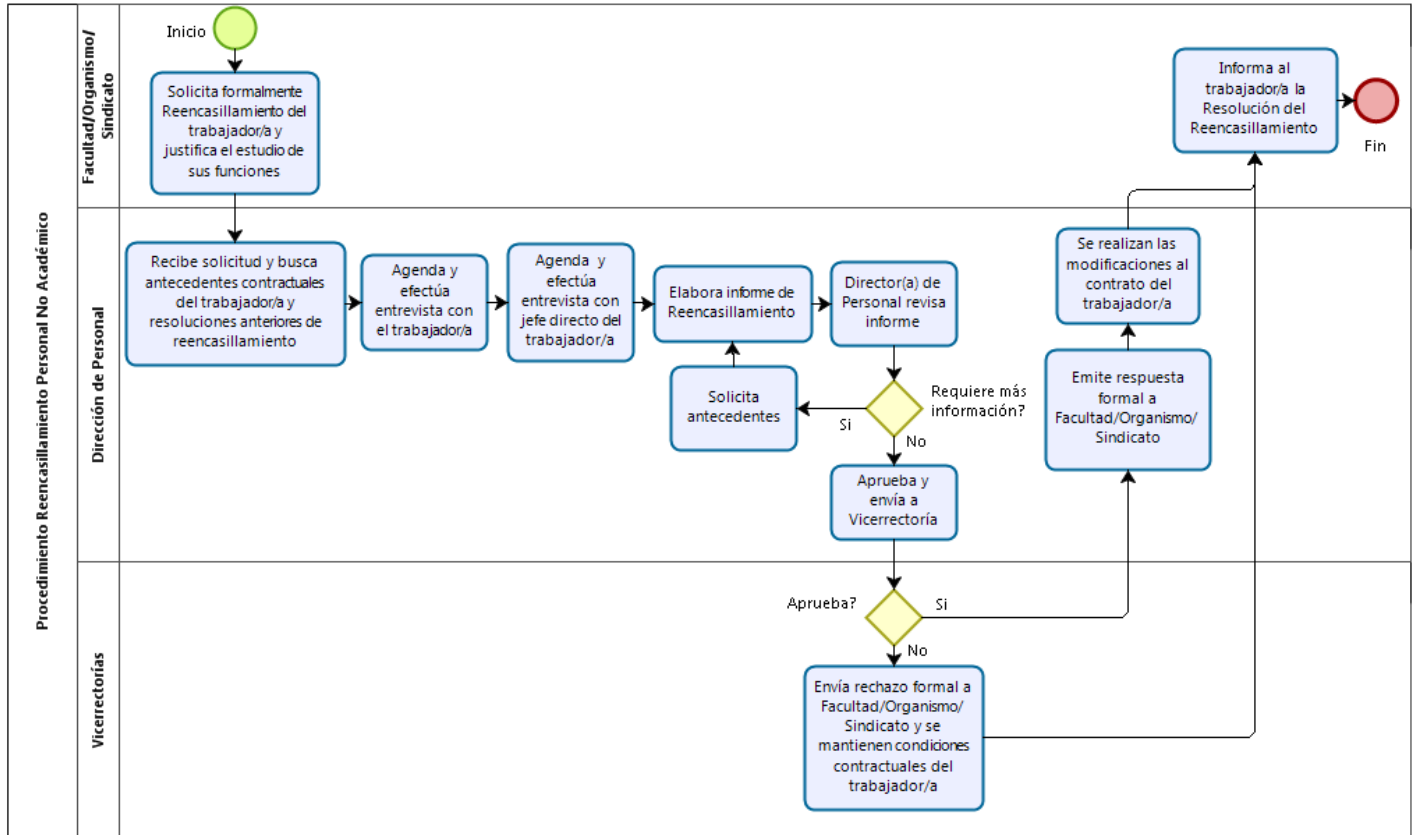 Procedimiento Reencasillamiento Personal No Académico
Facultad/Organismo/
Sindicato
Inicio
Solicita formalmente
Reencasillamiento del
trabajador/a y
justifica el estudio de
sus funciones
Informa al
trabajador/a la
Resolución del
Reencasillamiento
Fin
Dirección de Personal
Recibe solicitud y busca
antecedentes contractuales
del trabajador/a y
resoluciones anteriores de
reencasillamiento
Agenda y
efectúa
entrevista con
el trabajador/a
Agenda y
efectúa
entrevista con
jefe directo del
trabajador/a
Elabora informe de
Reencasillamiento
Director(a) de
Personal revisa
informe
Requiere más
información?
Si
Solicita
antecedentes
No
Aprueba y
envía a
Vicerrectoría
Se realizan las
modificaciones al
contrato del
trabajador/a
Emite respuesta
formal a
Facultad/Organismo/
Sindicato
Vicerrectorías
Aprueba?
Si
No
Envía rechazo formal a
Facultad/Organismo/
Sindicato y se
mantienen condiciones
contractuales del
trabajador/a